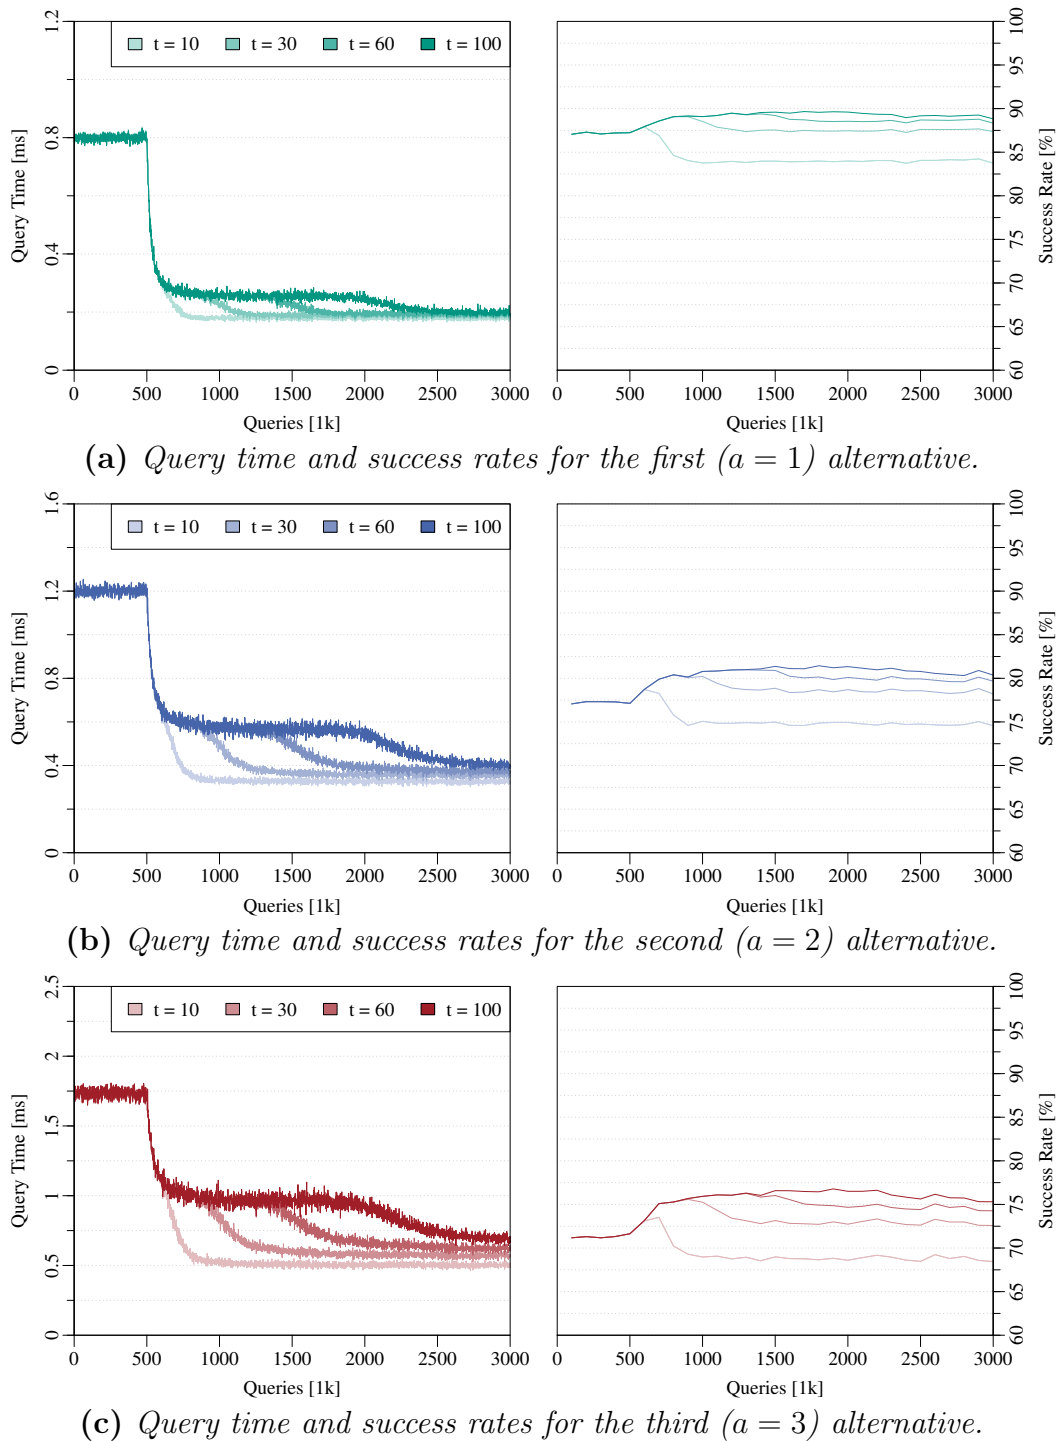 t = 10 t = 30 t = 60 t = 100
Query Time [ms]
0 0.4 0.8 1.2
0 500 1000 1500 2000 2500 3000
Queries [1k]
Success Rate [%]
60 65 70 75 80 85 90 95 100
0 500 1000 1500 2000 2500 3000
Queries [1k]
(a) Query time and success rates for the first (a = 1) alternative.
t = 10 t = 30 t = 60 t = 100
Query Time [ms]
0 0.4 0.8 1.2 1.6
0 500 1000 1500 2000 2500 3000
Queries [1k]
Success Rate [%]
60 65 70 75 80 85 90 95 100
0 500 1000 1500 2000 2500 3000
Queries [1k]
(b) Query time and success rates for the second (a = 2) alternative.
t = 10 t = 30 t = 60 t = 100
Query Time [ms]
0 0.5 1 1.5 2 2.5
0 500 1000 1500 2000 2500 3000
Queries [1k]
Success Rate [%]
60 65 70 75 80 85 90 95 100
0 500 1000 1500 2000 2500 3000
Queries [1k]
(c) Query time and success rates for the third (a = 3) alternative.